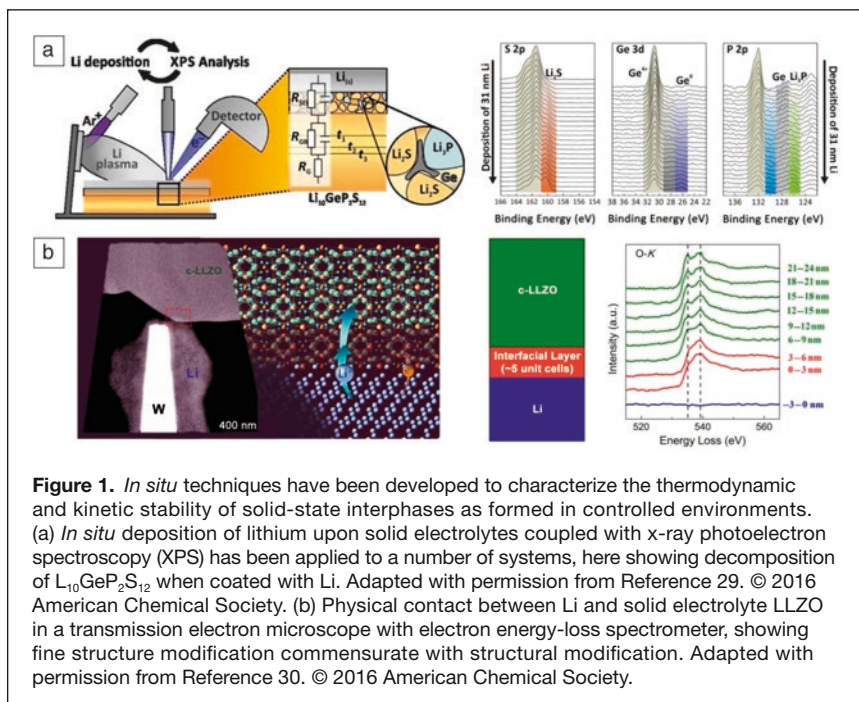 a
Li deposition
XPS Analysis
Ar+
Li
plasma
e-
Detector
Li(s)
RSEI
RGB
RG
t1
t2
t3
Li10GeP2S12
Li2S
Li3P
Ge
Li2S
S 2p
Li2S
Deposition of 31 nm Li
166 164 162 160 158 156 154
Binding Energy (eV)
Ge 3d
Ge4+
Ge0
36 34 32 30 28 26 24 22
Binding Energy (eV)
P 2p
Ge Li3P
Deposition of 31 nm Li
136 132 128 124
Binding Energy (eV)
b
c-LLZO
Li
W
400 nm
Li
c-LLZO
Interfacial Layer
(~5 unit cells)
Li
O-K
Intensity (a.u.)
21–24 nm
18–21 nm
15–18 nm
12–15 nm
9–12 nm
6–9 nm
3–6 nm
0–3 nm
–3–0 nm
520 540 560
Energy Loss (eV)
Figure 1. In situ techniques have been developed to characterize the thermodynamic
and kinetic stability of solid-state interphases as formed in controlled environments.
(a) In situ deposition of lithium upon solid electrolytes coupled with x-ray photoelectron
spectroscopy (XPS) has been applied to a number of systems, here showing decomposition
of L10GeP2S12 when coated with Li. Adapted with permission from Reference 29. © 2016
American Chemical Society. (b) Physical contact between Li and solid electrolyte LLZO
in a transmission electron microscope with electron energy-loss spectrometer, showing
fine structure modification commensurate with structural modification. Adapted with
permission from Reference 30. © 2016 American Chemical Society.